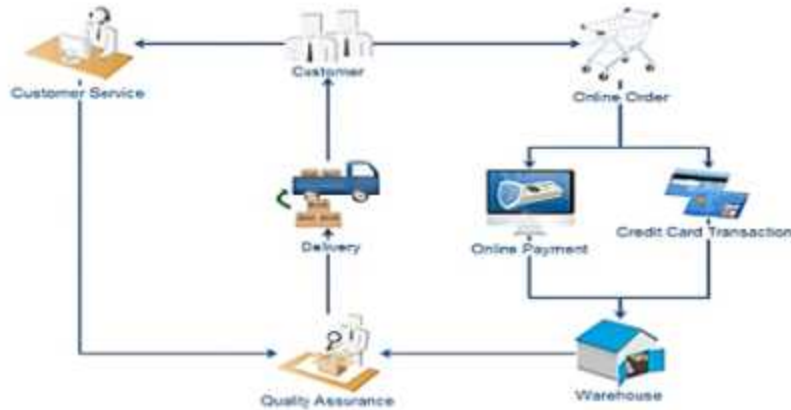 Customer Service
Customer
Online Order
Delivery
Online Payment
Credit Card Transaction
Quality Assurance
Warehouse